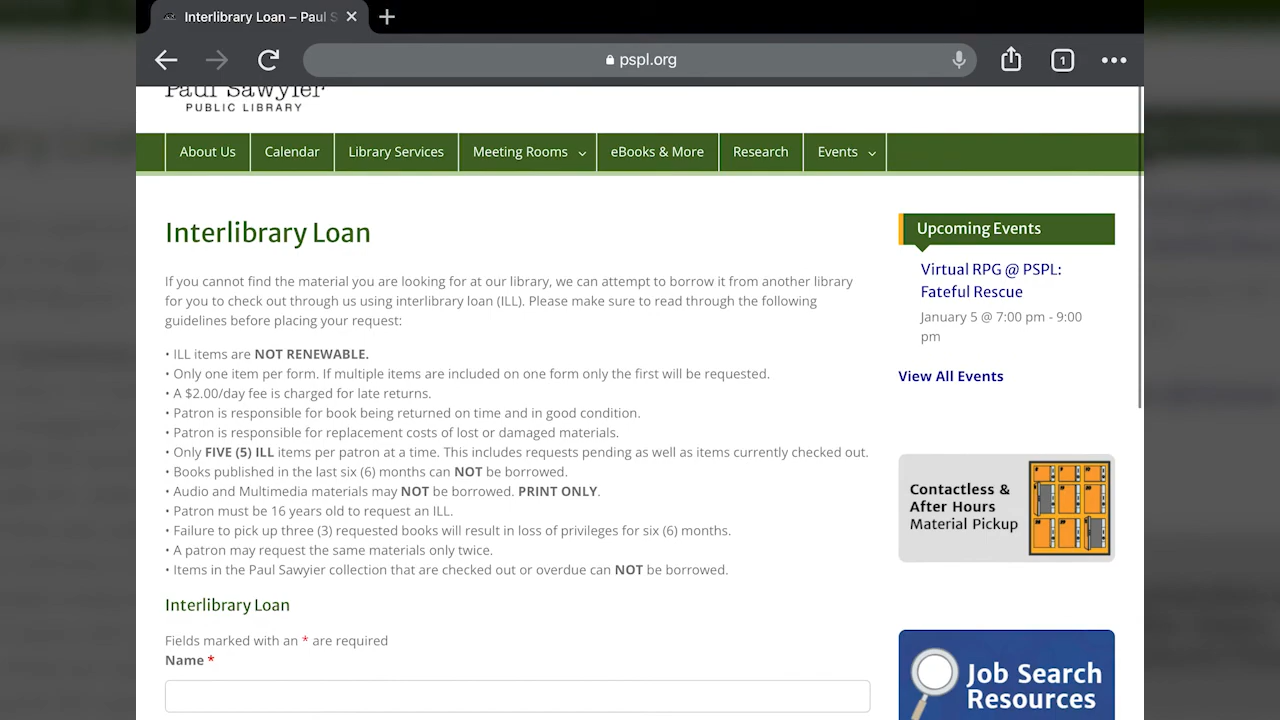 Interlibrary Loan – Paul S
pspl.org
1
Paul Sawyier
PUBLIC LIBRARY
About Us
Calendar
Library Services
Meeting Rooms
eBooks & More
Research
Events
Interlibrary Loan
If you cannot find the material you are looking for at our library, we can attempt to borrow it from another library
for you to check out through us using interlibrary loan (ILL). Please make sure to read through the following
guidelines before placing your request:
• ILL items are NOT RENEWABLE.
• Only one item per form. If multiple items are included on one form only the first will be requested.
• A $2.00/day fee is charged for late returns.
• Patron is responsible for book being returned on time and in good condition.
• Patron is responsible for replacement costs of lost or damaged materials.
• Only FIVE (5) ILL items per patron at a time. This includes requests pending as well as items currently checked out.
• Books published in the last six (6) months can NOT be borrowed.
• Audio and Multimedia materials may NOT be borrowed. PRINT ONLY.
• Patron must be 16 years old to request an ILL.
• Failure to pick up three (3) requested books will result in loss of privileges for six (6) months.
• A patron may request the same materials only twice.
• Items in the Paul Sawyier collection that are checked out or overdue can NOT be borrowed.
Interlibrary Loan
Fields marked with an * are required
Name *
Upcoming Events
Virtual RPG @ PSPL:
Fateful Rescue
January 5 @ 7:00 pm - 9:00
pm
View All Events
Contactless &
After Hours
Material Pickup
Job Search
Resources